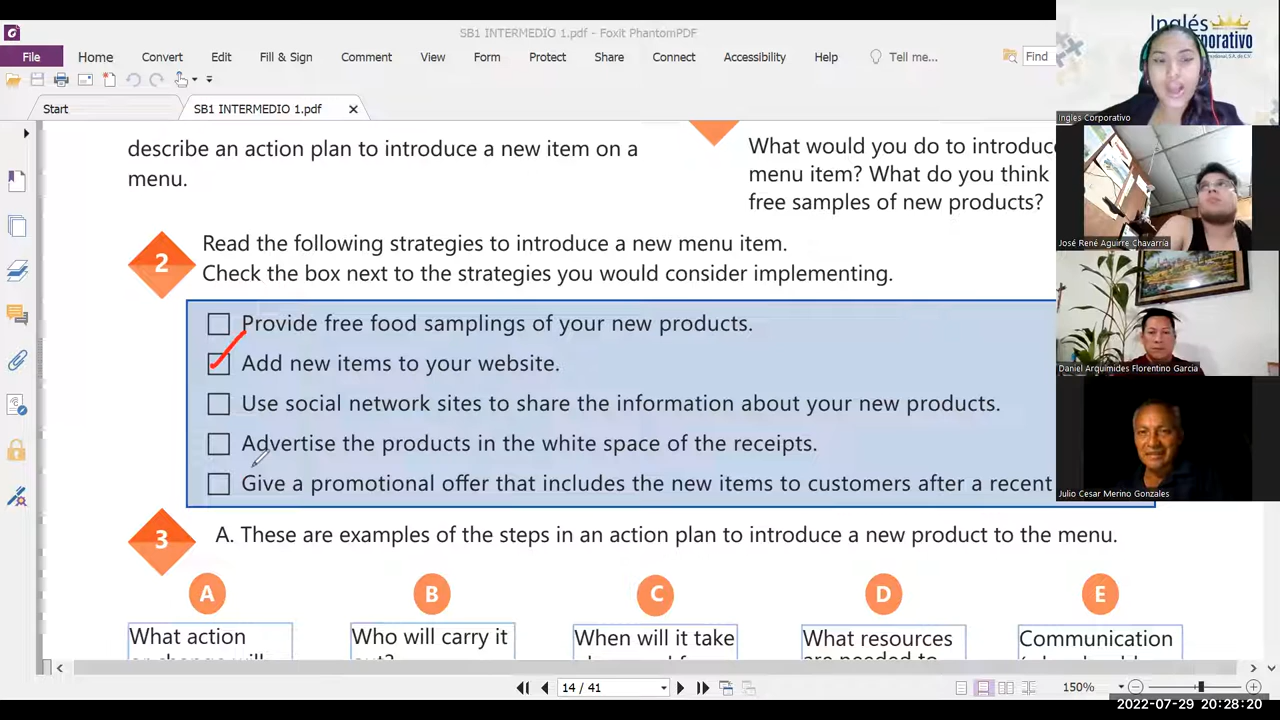 SB1 INTERMEDIO 1.pdf - Foxit PhantomPDF
File Home Convert Fill & Sign Comment View Form Protect Share Connect Accessibility Help Tell me... Find
Edit
Start SB1 INTERMEDIO 1.pdf
describe an action plan to introduce a new item on a
menu.
What would you do to introduce
menu item? What do you think
free samples of new products?
2
Read the following strategies to introduce a new menu item.
Check the box next to the strategies you would consider implementing.
Provide free food samplings of your new products.
Add new items to your website.
Use social network sites to share the information about your new products.
Advertise the products in the white space of the receipts.
Give a promotional offer that includes the new items to customers after a recent
3
A. These are examples of the steps in an action plan to introduce a new product to the menu.
A B C D E
What action
Who will carry it
When will it take
What resources
are needed to
Communication
14 / 41
150%
Inglés
Corporativo
Ingles Corporativo
José René Aguirre Chavarría
Daniel Arquimides Florentino Garcia
Julio Cesar Merino Gonzales
2022-07-29 20:28:20